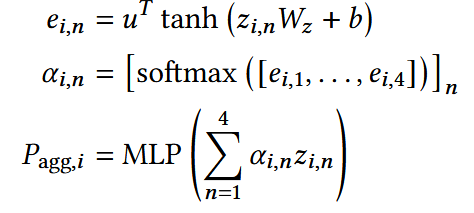 e_{i,n} = u^T tanh (z_{i,n} W_z + b)
α_{i,n} = [softmax ([e_{i,1}, . . . , e_{i,4}])]_n
P_{agg,i} = MLP (∑_{n=1}^{4} α_{i,n} z_{i,n})